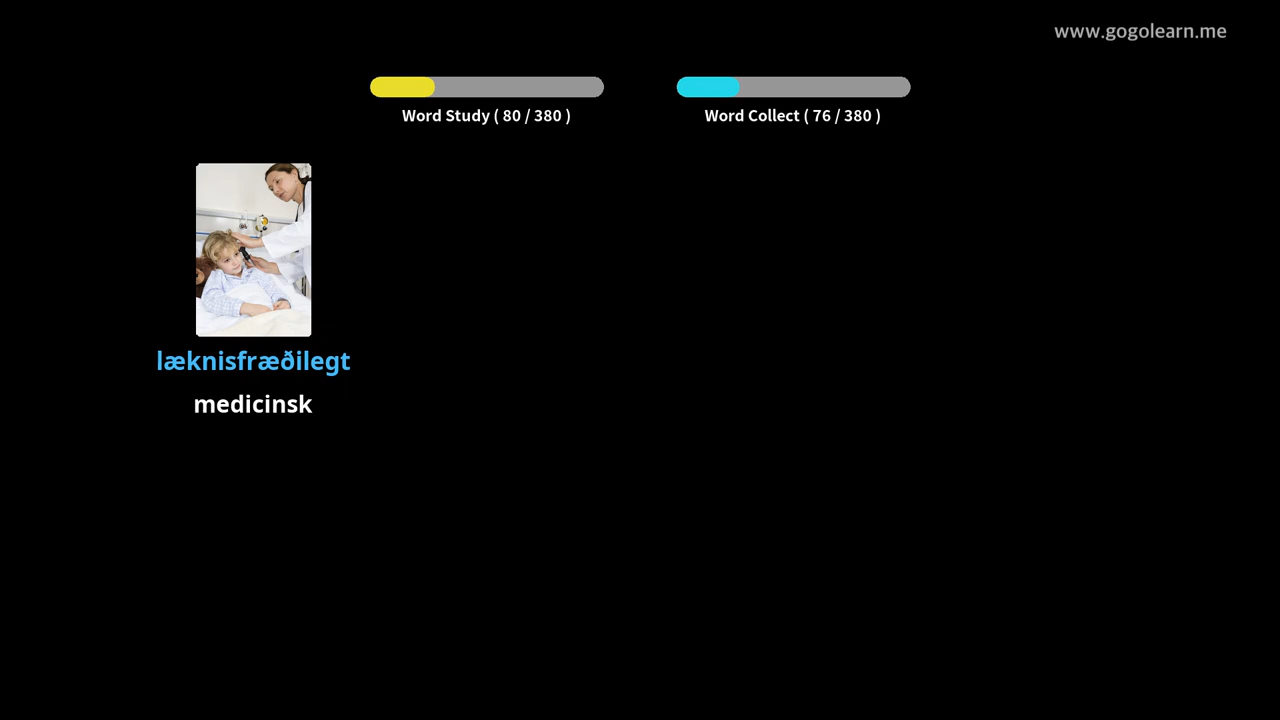 www.gogolearn.me
Word Study ( 80 / 380 )
Word Collect ( 76 / 380 )
læknisfræðilegt
medicinsk